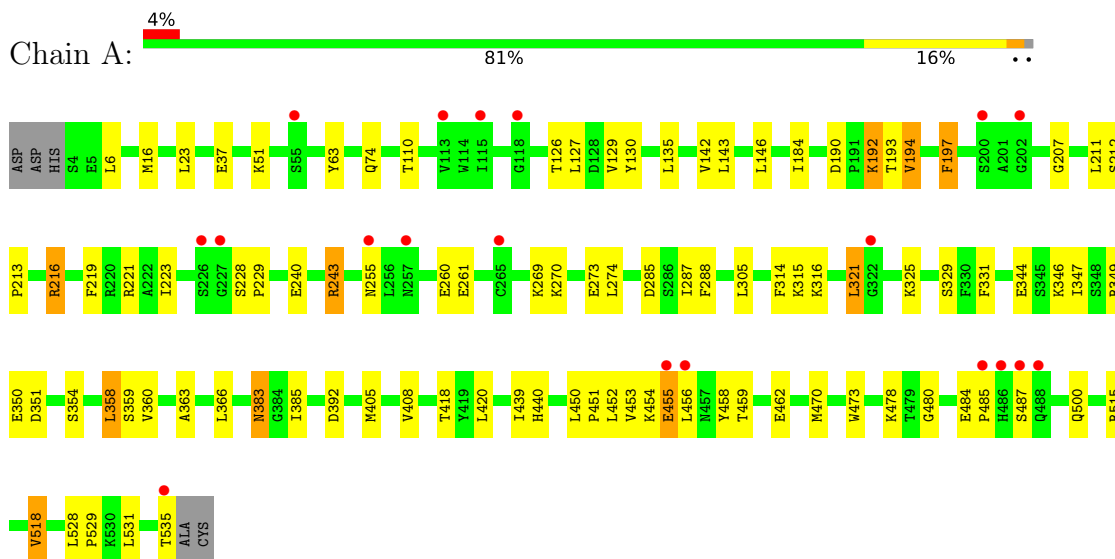 4%
Chain A:
81% 16% • •
ASP ASP HIS S4 E5 L6 M16 L23 E37 K51 S55 Y63 Q74 T110 V113 W114 I115 G118 T126 L127 D128 V129 Y130 L135 V142 L143 L146 I184 D190 P191 K192 T193 V194 F197 S200 A201 G202 G207 L211 S212
P213 R216 F219 R220 R221 A222 I223 S226 G227 S228 P229 E240 R243 N255 L256 N257 E260 E261 C265 K269 K270 E273 L274 D285 S286 I287 F288 L305 F314 K315 K316 L321 G322 K325 S329 F330 F331 E344 S345 K346 I347 S348
E350 D351 S354 L358 S359 V360 A363 L366 N383 G384 I385 D392 M405 V408 T418 Y419 L420 I439 H440 L450 P451 L452 V453 K454 E455 L456 N457 Y458 T459 E462 M470 W473 K478 T479 G480 E484 P485 H486 S487 Q488 Q500
V518 L528 P529 K530 L531 T535 ALA CYS